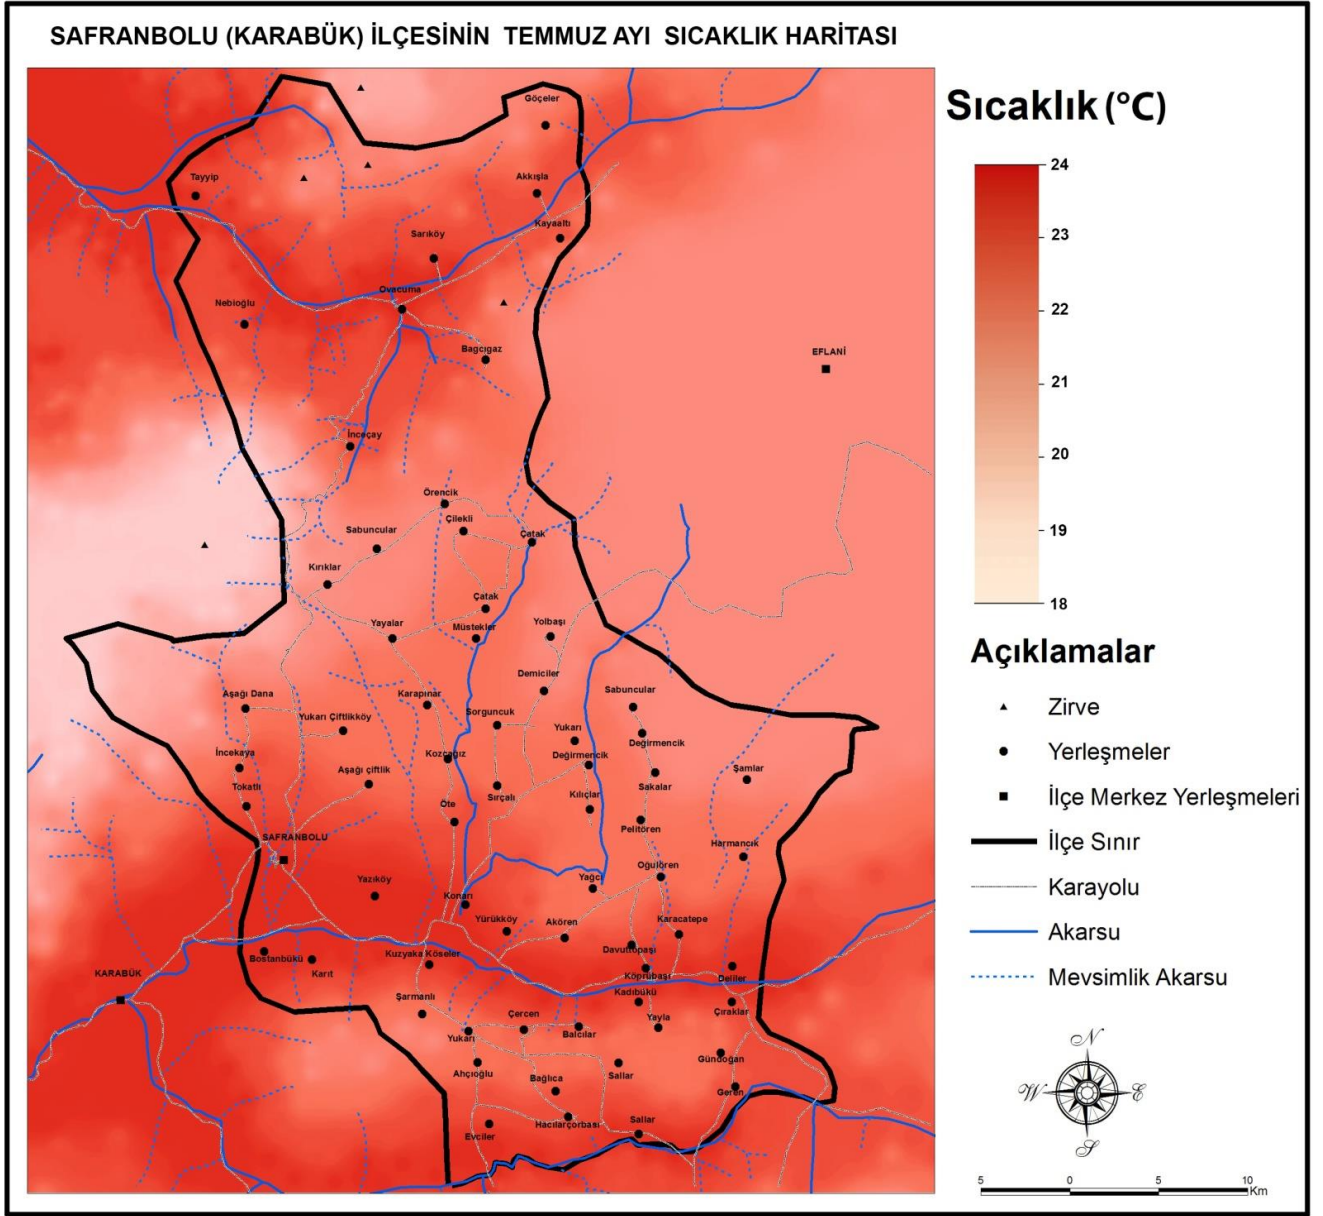 SAFRANBOLU (KARABÜK) İLÇESİNİN TEMMUZ AYI SICAKLIK HARİTASI
Göçeler
Tayyip
Akkışla
Kayaaltı
Sarıköy
Ovacuma
Nebioğlu
Bagcıgaz
EFLANİ
İnceçay
Örencik
Çilekli
Sabuncular
Çatak
Kırıklar
Çatak
Yayalar
Müstekler
Yolbaşı
Demiciler
Aşağı Dana
Karapınar
Sabuncular
Yukarı Çiftlikköy
Sorguncuk
Yukarı
Değirmencik
Değirmencik
İncekaya
Kozcağız
Şamlar
Aşağı çiftlik
Tokatlı
Sakalar
Sırçalı
Kılıçlar
Öte
Pelitören
SAFRANBOLU
Harmancık
Oğulören
Yazıköy
Yağcı
Konarı
Yürükköy
Akören
Karacatepe
Davutobaşı
Bostanbükü
Kuzyaka Köseler
Karıt
KARABÜK
Köprübaşı
Deliler
Kadıbükü
Şarmanlı
Çercen
Çıraklar
Yayla
Balcılar
Yukarı
Gündoğan
Ahçıoğlu
Bağlıca
Sallar
Geren
Hacılarçorbası
Sallar
Evciler
Sıcaklık (°C)
24
23
22
21
20
19
18
Açıklamalar
Zirve
Yerleşmeler
İlçe Merkez Yerleşmeleri
İlçe Sınır
Karayolu
Akarsu
Mevsimlik Akarsu
N
W E
S
5 0 5 10
Km